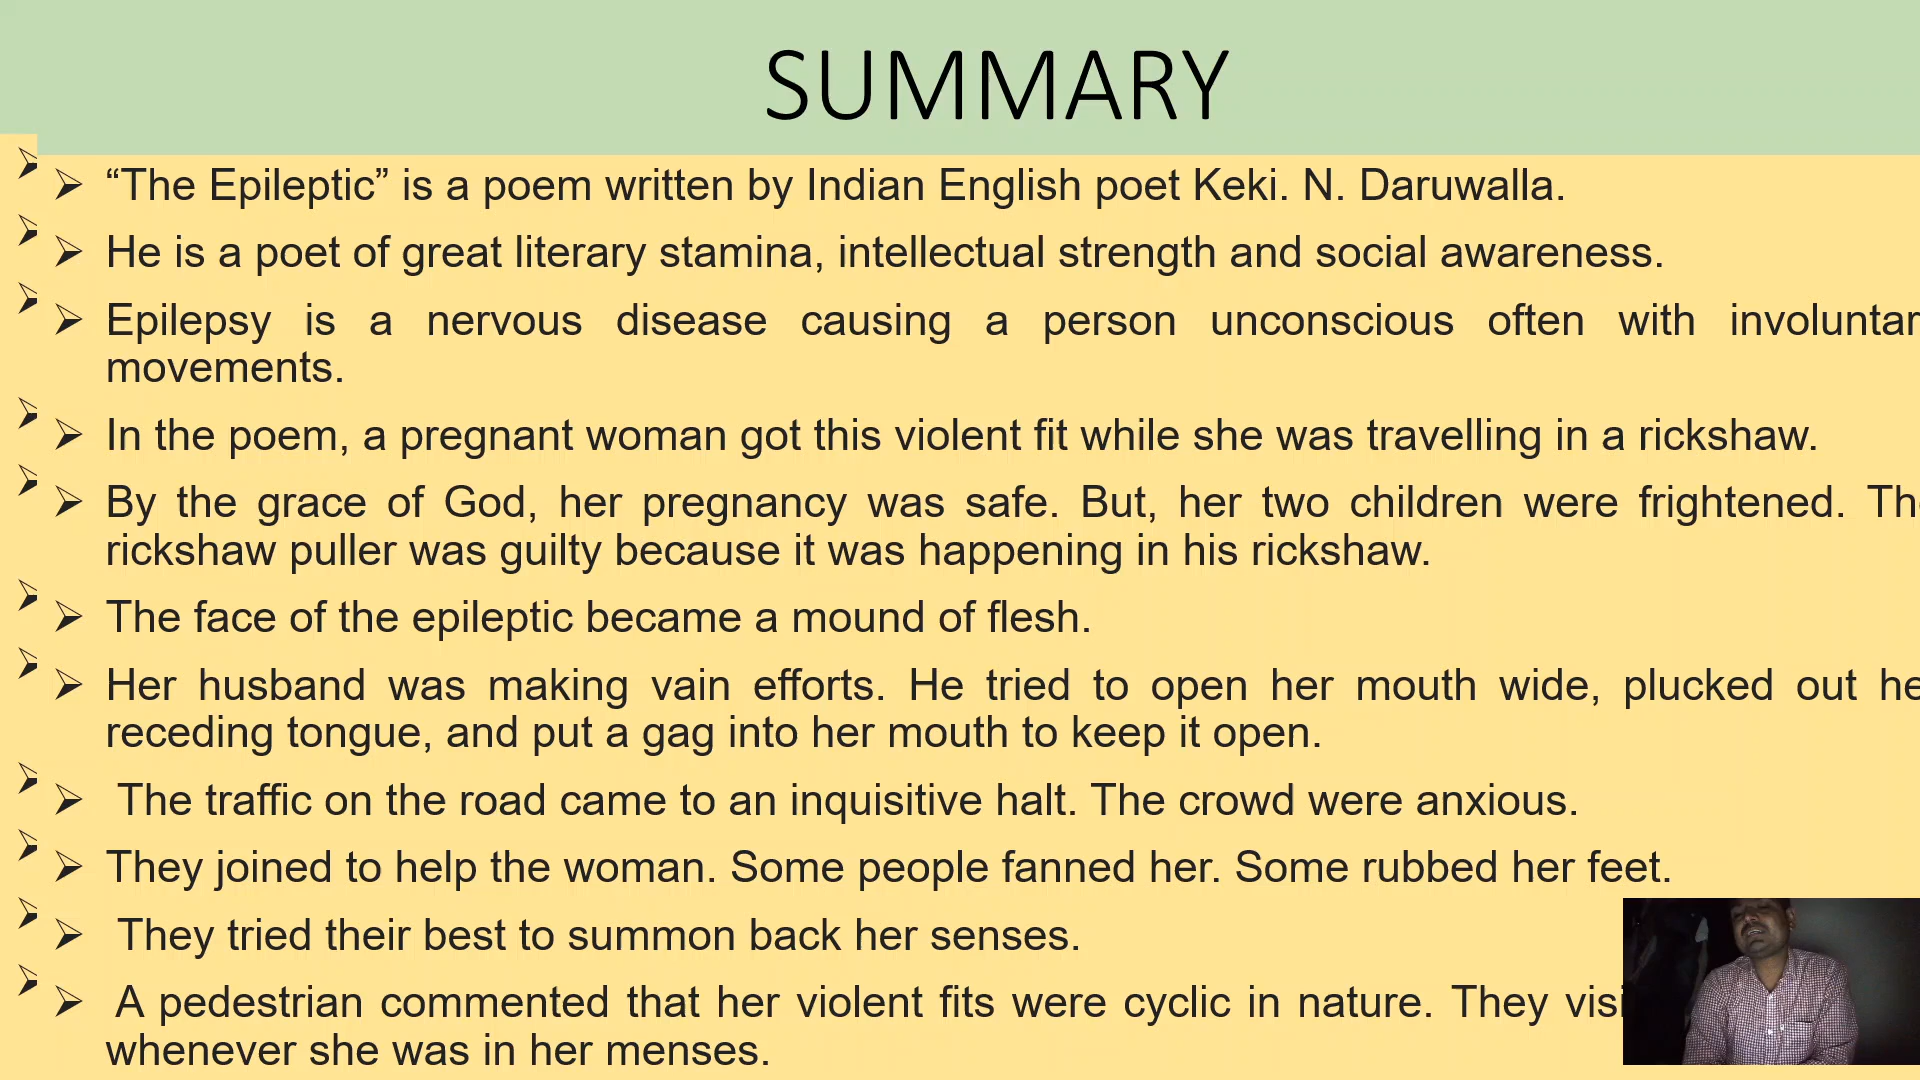 SUMMARY
➢ “The Epileptic” is a poem written by Indian English poet Keki. N. Daruwalla.
➢ He is a poet of great literary stamina, intellectual strength and social awareness.
➢ Epilepsy is a nervous disease causing a person unconscious often with involuntar
movements.
➢ In the poem, a pregnant woman got this violent fit while she was travelling in a rickshaw.
➢ By the grace of God, her pregnancy was safe. But, her two children were frightened. Th
rickshaw puller was guilty because it was happening in his rickshaw.
➢ The face of the epileptic became a mound of flesh.
➢ Her husband was making vain efforts. He tried to open her mouth wide, plucked out he
receding tongue, and put a gag into her mouth to keep it open.
➢ The traffic on the road came to an inquisitive halt. The crowd were anxious.
➢ They joined to help the woman. Some people fanned her. Some rubbed her feet.
➢ They tried their best to summon back her senses.
➢ A pedestrian commented that her violent fits were cyclic in nature. They visi
whenever she was in her menses.